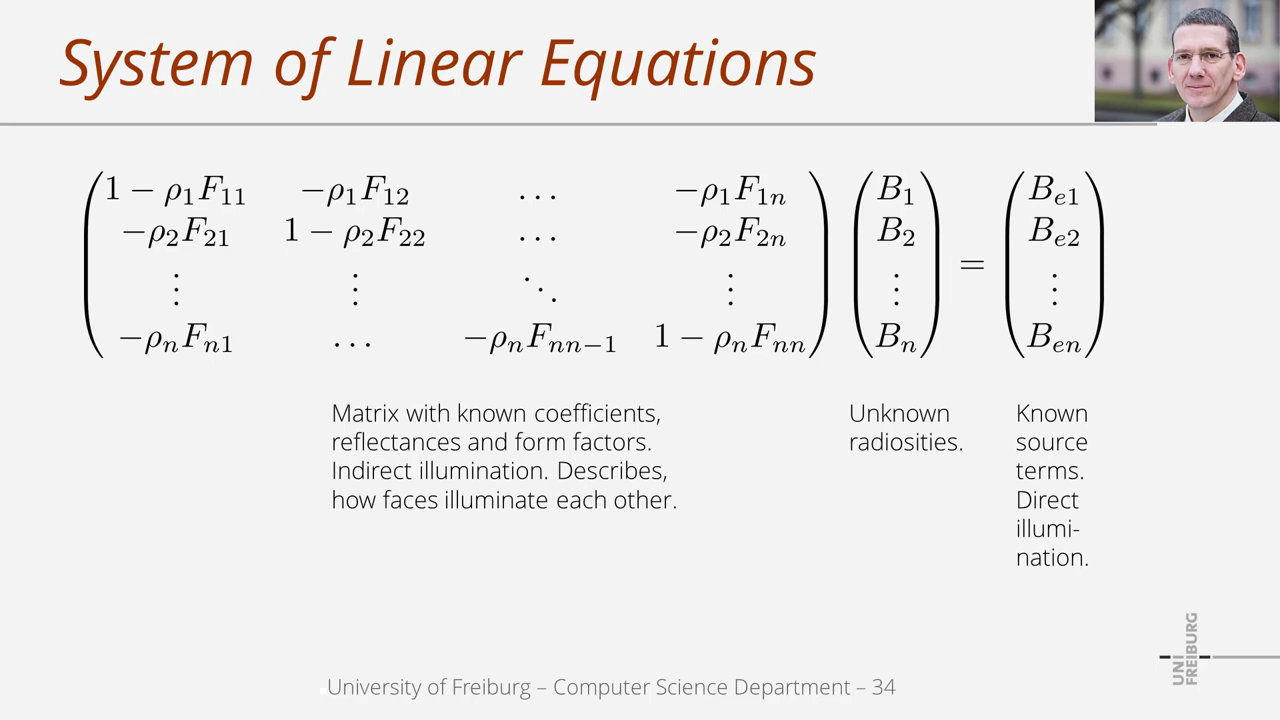 System of Linear Equations
1 − ρ₁F₁₁ −ρ₁F₁₂ … −ρ₁F₁ₙ B₁ Bₑ₁
−ρ₂F₂₁ 1 − ρ₂F₂₂ … −ρ₂F₂ₙ B₂ Bₑ₂
⋮ ⋮ ⋱ ⋮ ⋮ = ⋮
−ρₙFₙ₁ … −ρₙFₙₙ₋₁ 1 − ρₙFₙₙ Bₙ Bₑₙ
Matrix with known coefficients,
reflectances and form factors.
Indirect illumination. Describes,
how faces illuminate each other.
Unknown
radiosities.
Known
source
terms.
Direct
illumi-
nation.
UNI
FREIBURG
University of Freiburg – Computer Science Department – 34